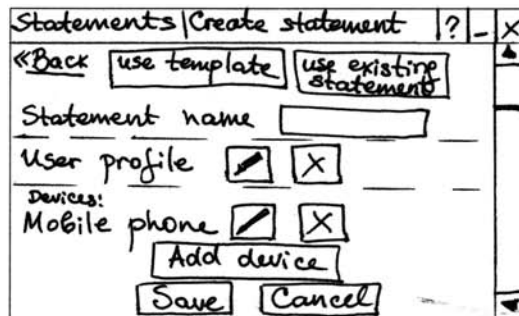 Statements | Create statement ? - X
«Back use template use existing statement
Statement name
User profile X
Devices:
Mobile phone X
Add device
Save Cancel